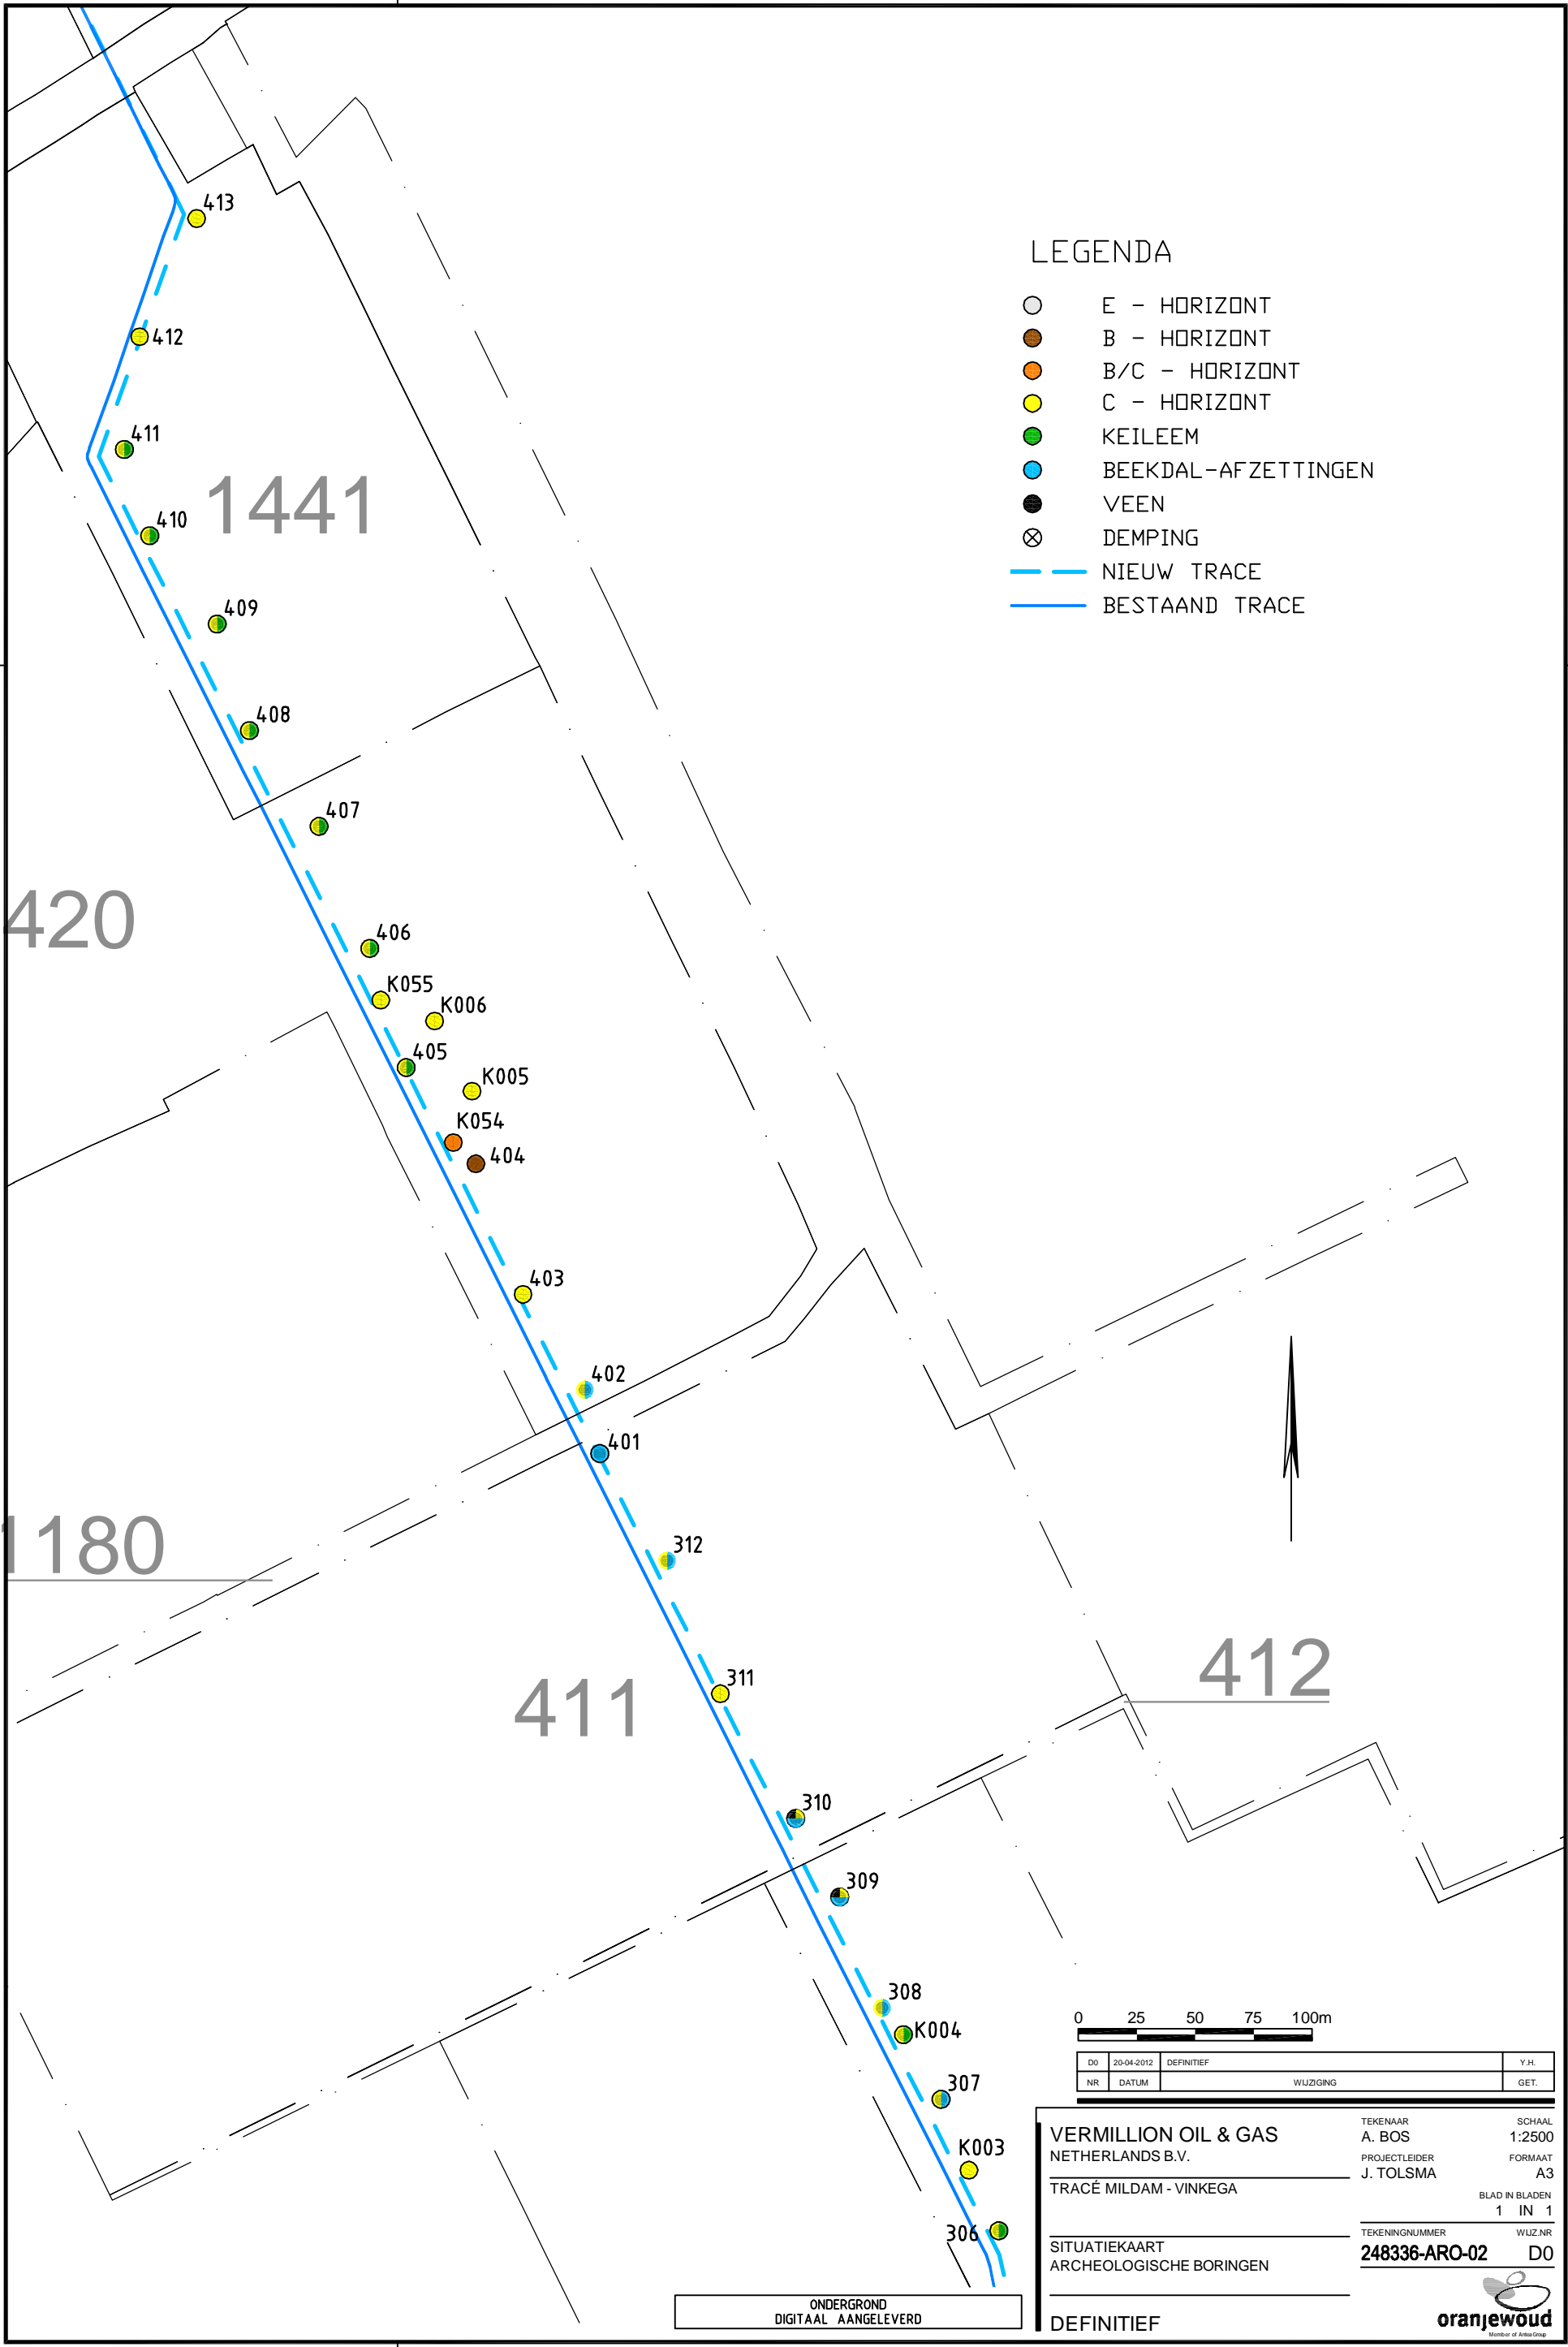 413
412
411
1441
410
409
408
407
420
406
K055
K006
405
K005
K054
404
403
402
401
1180
312
311
411
412
310
309
308
K004
307
K003
306
LEGENDA
E - HORIZONT
B - HORIZONT
B/C - HORIZONT
C - HORIZONT
KEILEEM
BEEKDAL-AFZETTINGEN
VEEN
DEMPING
NIEUW TRACE
BESTAAND TRACE
0 25 50 75 100m
D0 20-04-2012 DEFINITIEF Y.H.
NR DATUM WIJZIGING GET.
VERMILLION OIL & GAS
NETHERLANDS B.V.
TRACÉ MILDAM - VINKEGA
SITUATIEKAART
ARCHEOLOGISCHE BORINGEN
DEFINITIEF
TEKENAAR SCHAAL
A. BOS 1:2500
PROJECTLEIDER FORMAAT
J. TOLSMA A3
BLAD IN BLADEN
1 IN 1
TEKENINGNUMMER WIJZ.NR
248336-ARO-02 D0
oranjewoud
Member of Antea Group
ONDERGROND
DIGITAAL AANGELEVERD